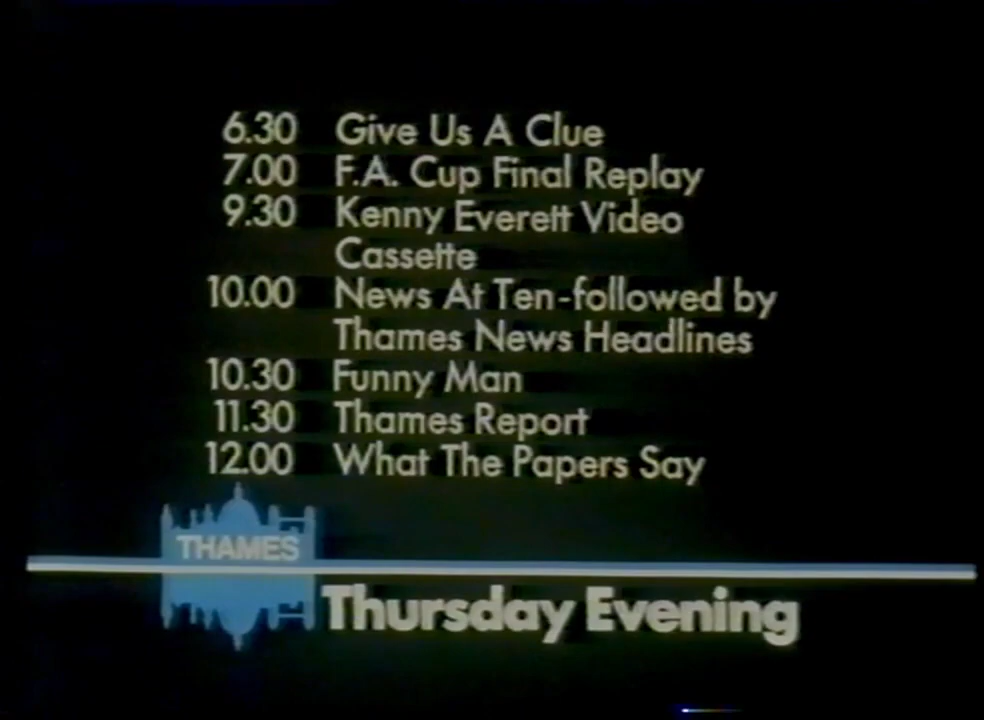 6.30 Give Us A Clue
7.00 F.A. Cup Final Replay
9.30 Kenny Everett Video
Cassette
10.00 News At Ten-followed by
Thames News Headlines
10.30 Funny Man
11.30 Thames Report
12.00 What The Papers Say
THAMES
Thursday Evening